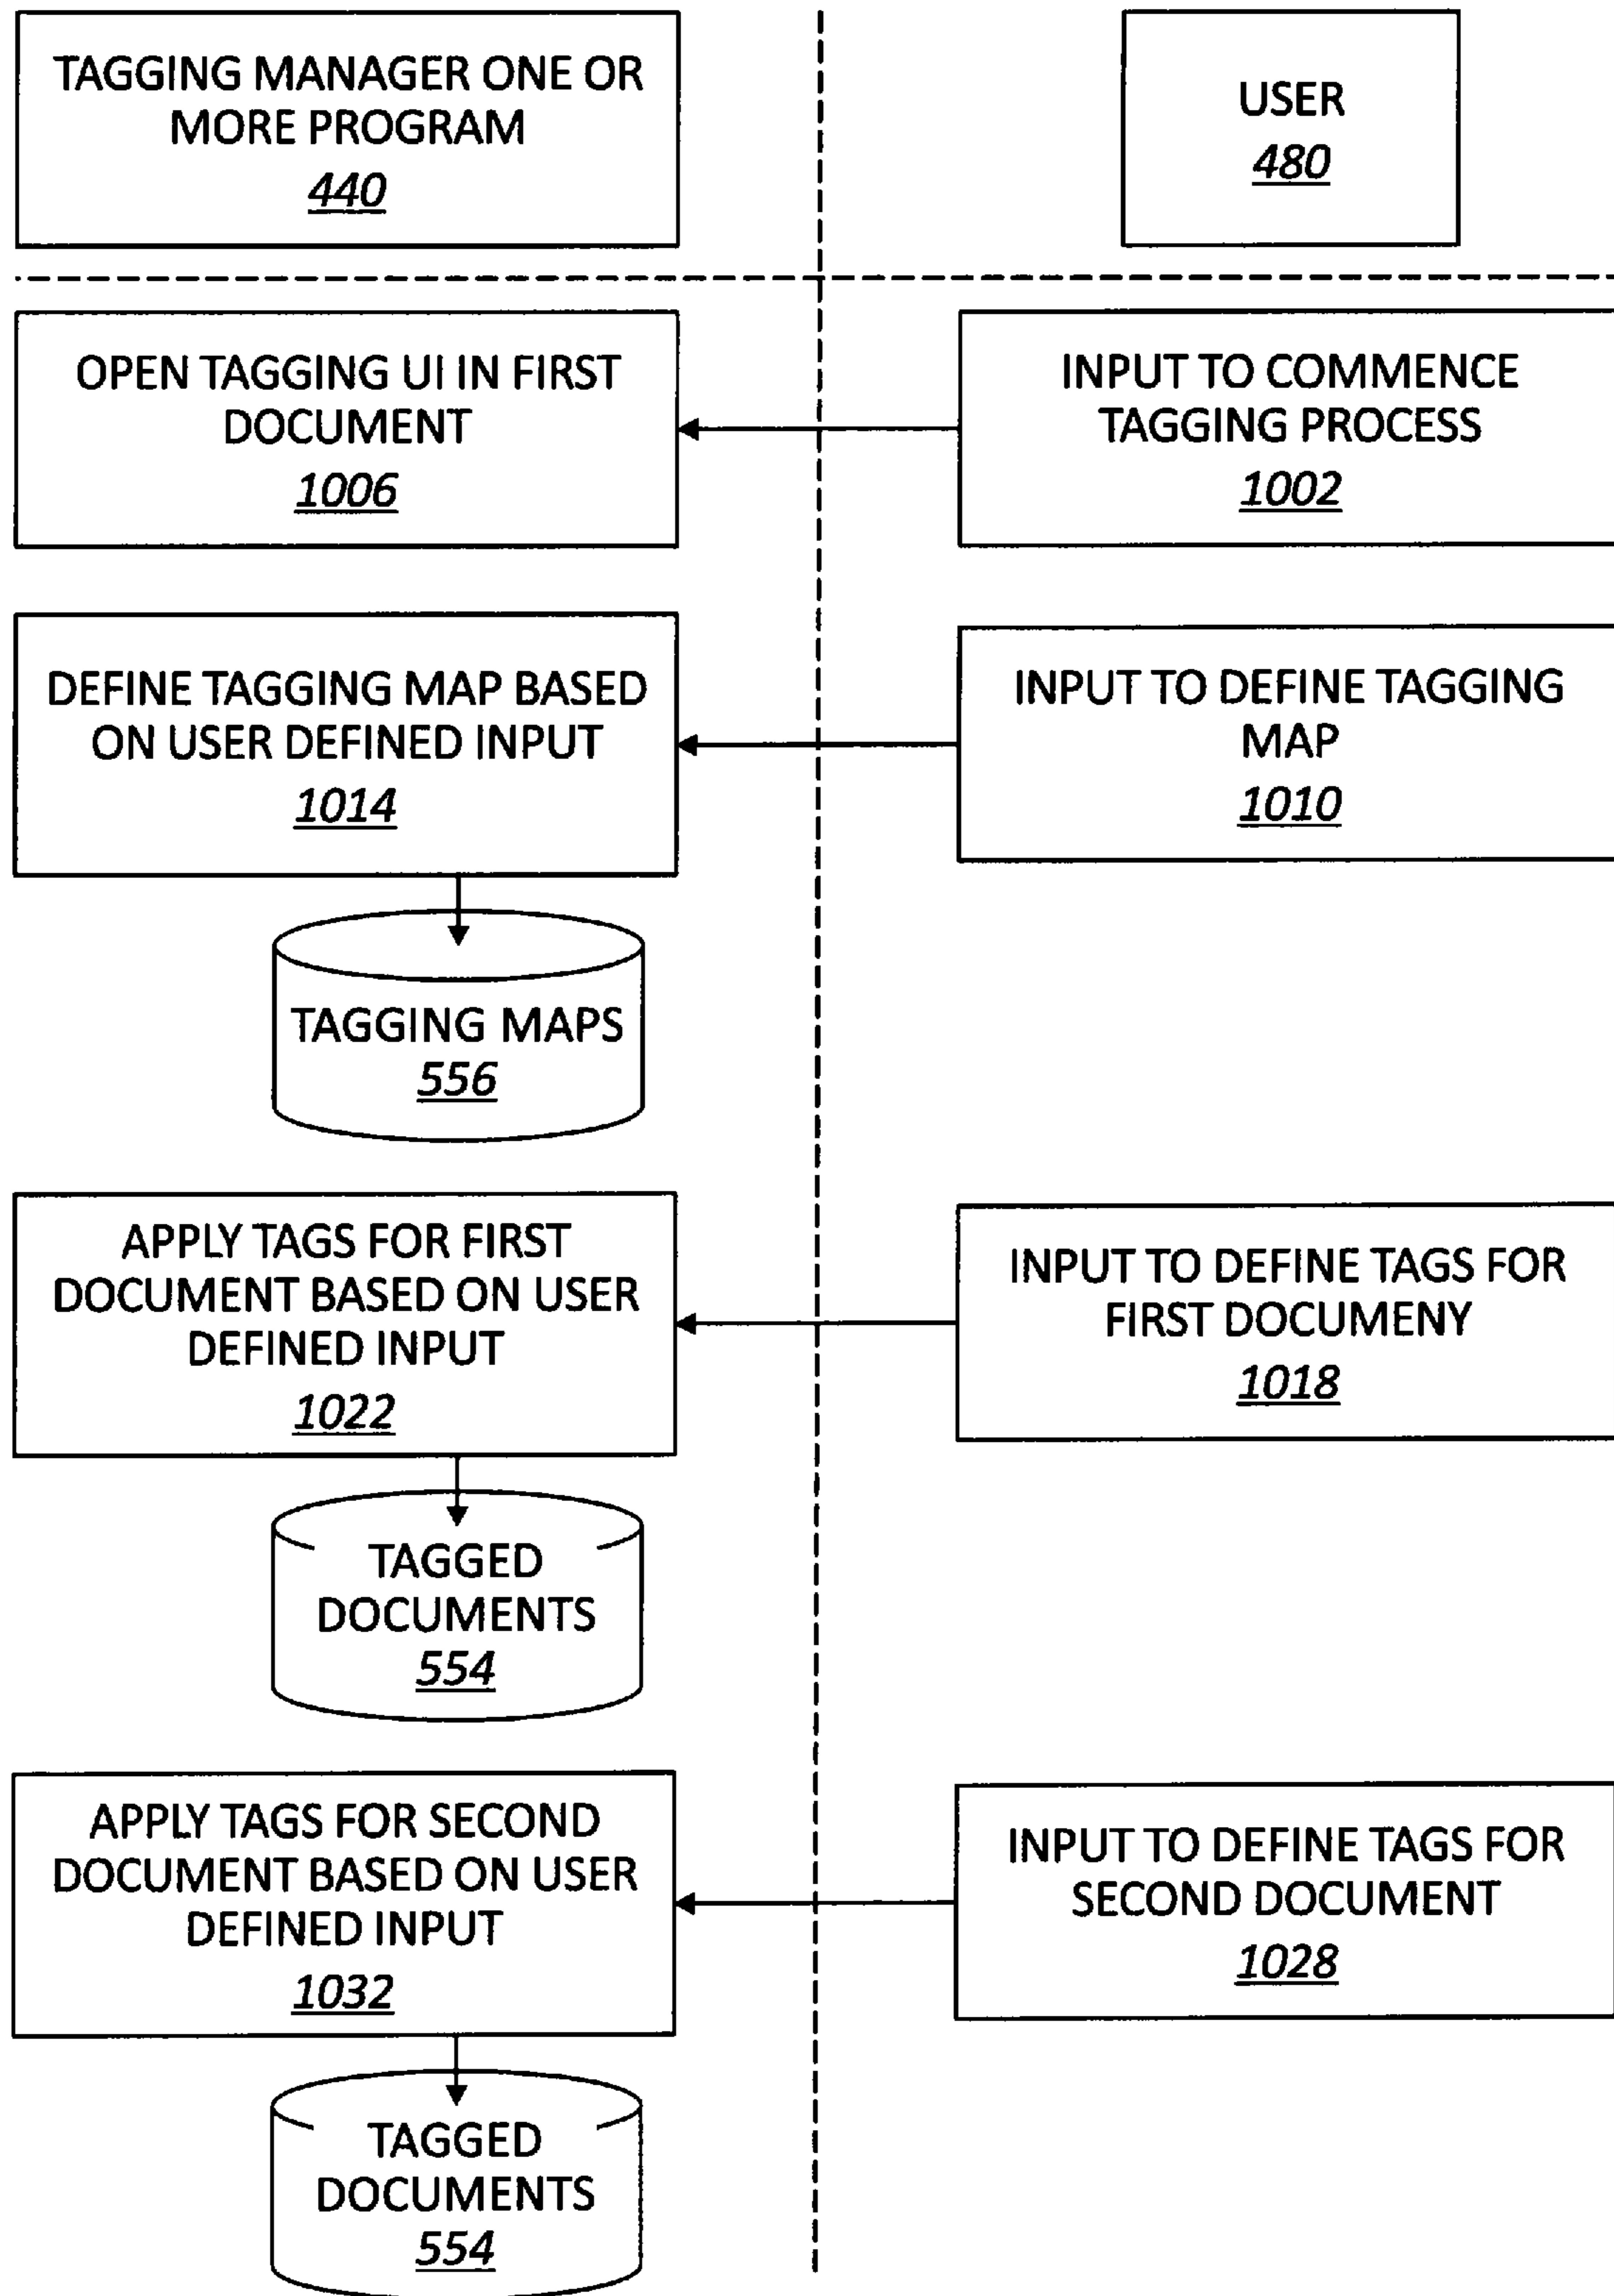 TAGGING MANAGER ONE OR
MORE PROGRAM
440
USER
480
OPEN TAGGING UI IN FIRST
DOCUMENT
1006
INPUT TO COMMENCE
TAGGING PROCESS
1002
DEFINE TAGGING MAP BASED
ON USER DEFINED INPUT
1014
INPUT TO DEFINE TAGGING
MAP
1010
TAGGING MAPS
556
APPLY TAGS FOR FIRST
DOCUMENT BASED ON USER
DEFINED INPUT
1022
INPUT TO DEFINE TAGS FOR
FIRST DOCUMENY
1018
TAGGED
DOCUMENTS
554
APPLY TAGS FOR SECOND
DOCUMENT BASED ON USER
DEFINED INPUT
1032
INPUT TO DEFINE TAGS FOR
SECOND DOCUMENT
1028
TAGGED
DOCUMENTS
554